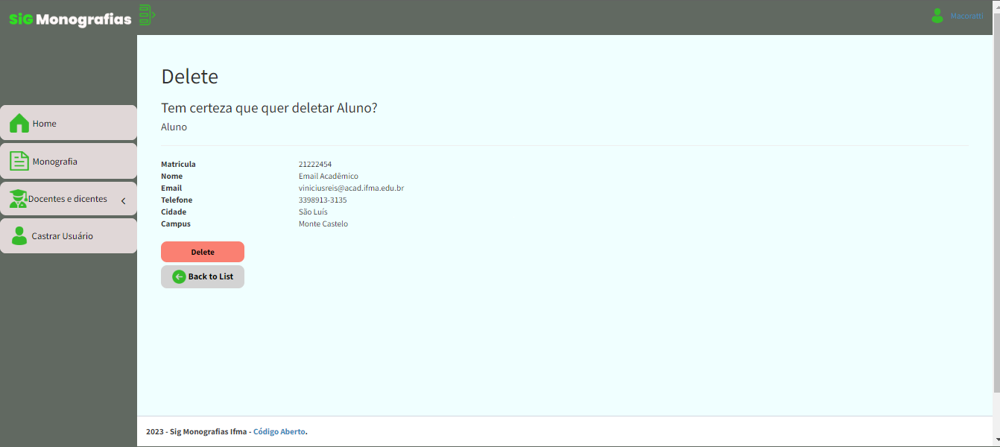 SiG Monografias
Macoratti
Home
Monografia
Docentes e dicentes
Castrar Usuário
Delete
Tem certeza que quer deletar Aluno?
Aluno
Matricula 21222454
Nome Email Acadêmico
Email viniciusreis@acad.ifma.edu.br
Telefone 3398913-3135
Cidade São Luís
Campus Monte Castelo
Delete
Back to List
2023 - Sig Monografias Ifma - Código Aberto.